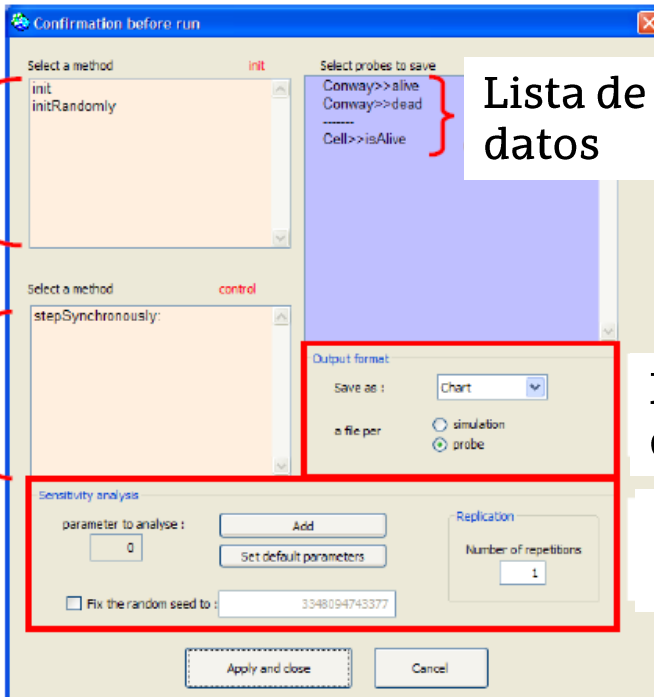 Confirmation before run
Select a method init
init
initRandomly
Select probes to save
Conway>>alive
Conway>>dead
-------
Cell>>isAlive
Lista de
datos
Select a method control
stepSynchronously:
Output format
Save as : Chart
a file per simulation
probe
Sensitivity analysis
parameter to analyse : Add
0 Set default parameters
Fix the random seed to : 3348094743377
Replication
Number of repetitions
1
Apply and close Cancel